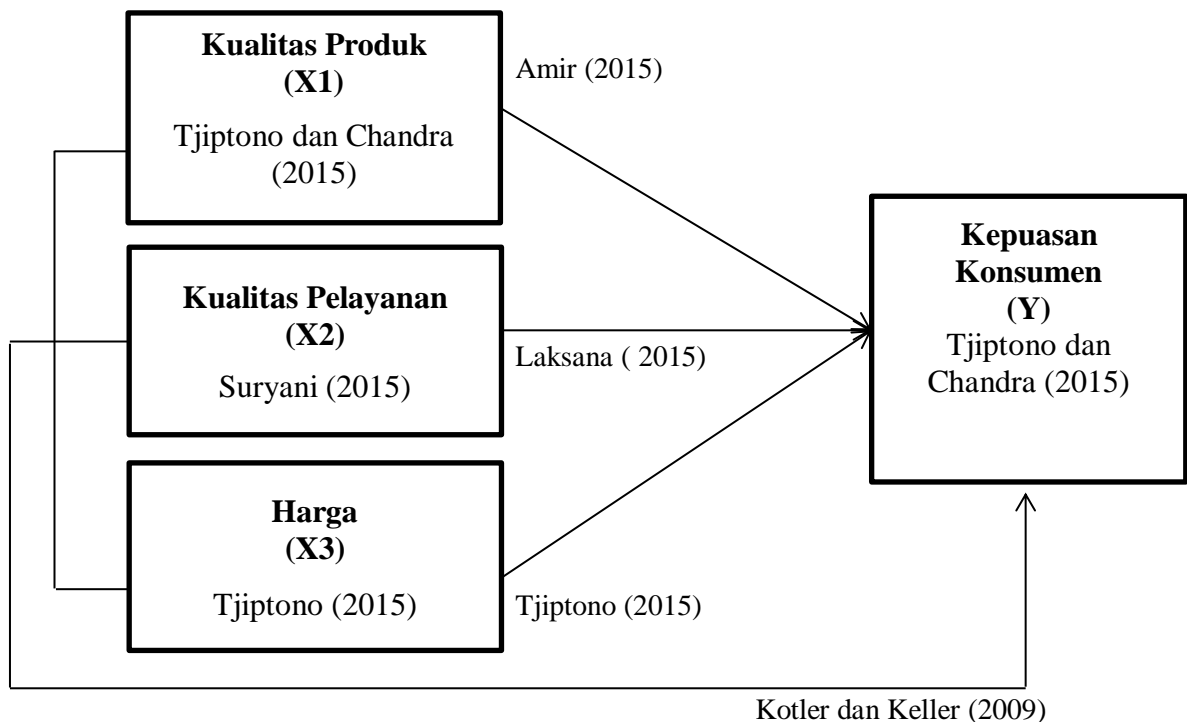 Kualitas Produk
(X1)
Tjiptono dan Chandra
(2015)
Amir (2015)
Kualitas Pelayanan
(X2)
Suryani (2015)
Laksana ( 2015)
Harga
(X3)
Tjiptono (2015)
Tjiptono (2015)
Kepuasan
Konsumen
(Y)
Tjiptono dan
Chandra (2015)
Kotler dan Keller (2009)